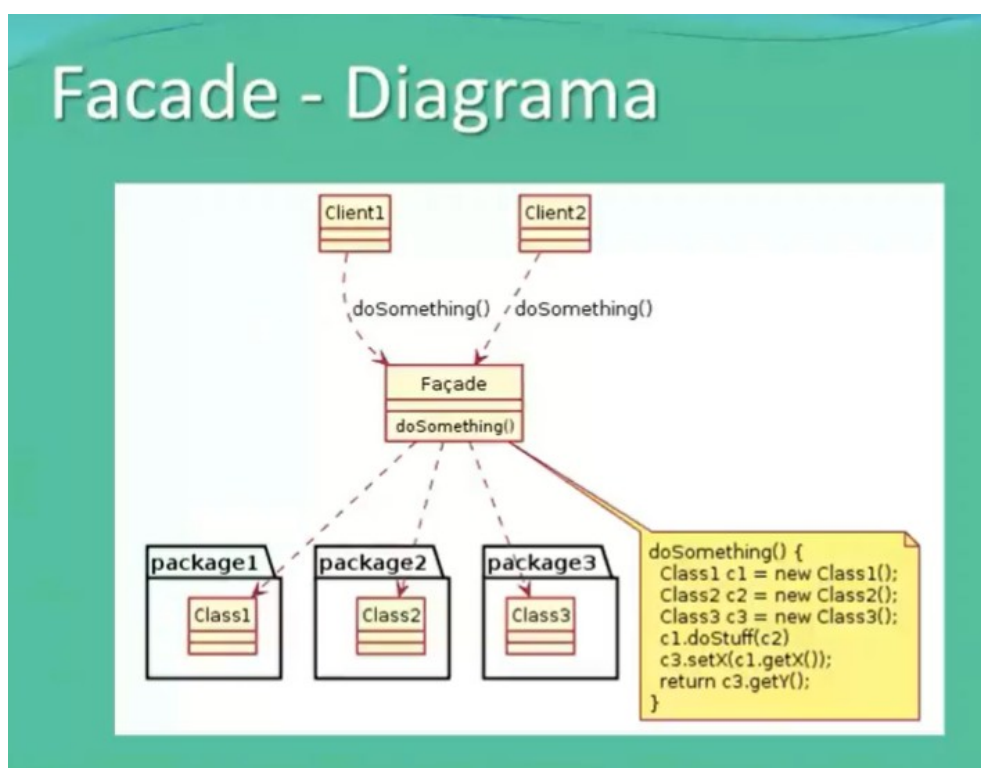 Facade - Diagrama
Client1
Client2
doSomething()
doSomething()
Façade
doSomething()
package1
package2
package3
Class1
Class2
Class3
doSomething() {
Class1 c1 = new Class1();
Class2 c2 = new Class2();
Class3 c3 = new Class3();
c1.doStuff(c2)
c3.setX(c1.getX());
return c3.getY();
}